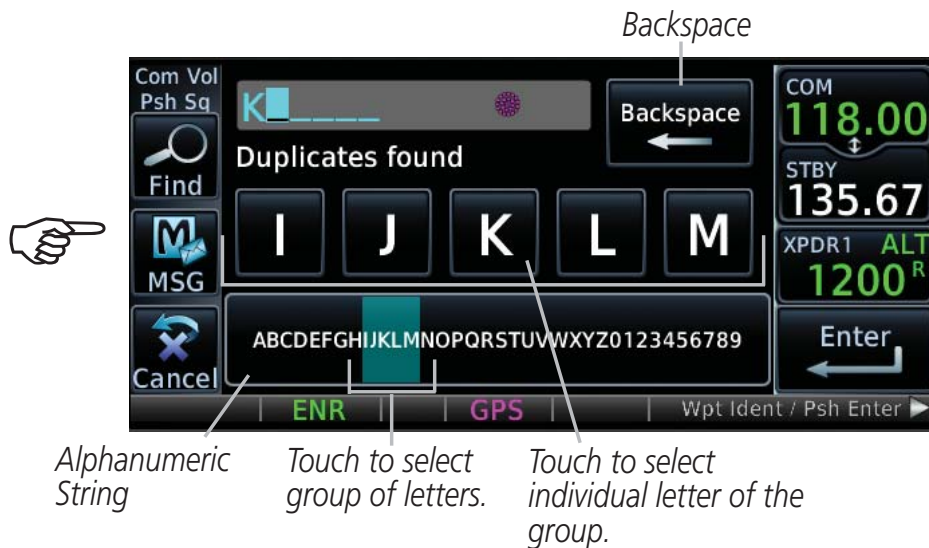 Backspace
Com Vol
Psh Sq
K_____
Backspace
Duplicates found
Find
I J K L M
MSG
ABCDEFGHIJKLMNOPQRSTUVWXYZ0123456789
Cancel
COM
118.00
STBY
135.67
XPDR1 ALT
1200 R
Enter
ENR GPS Wpt Ident / Psh Enter
Alphanumeric
String
Touch to select
group of letters.
Touch to select
individual letter of the
group.